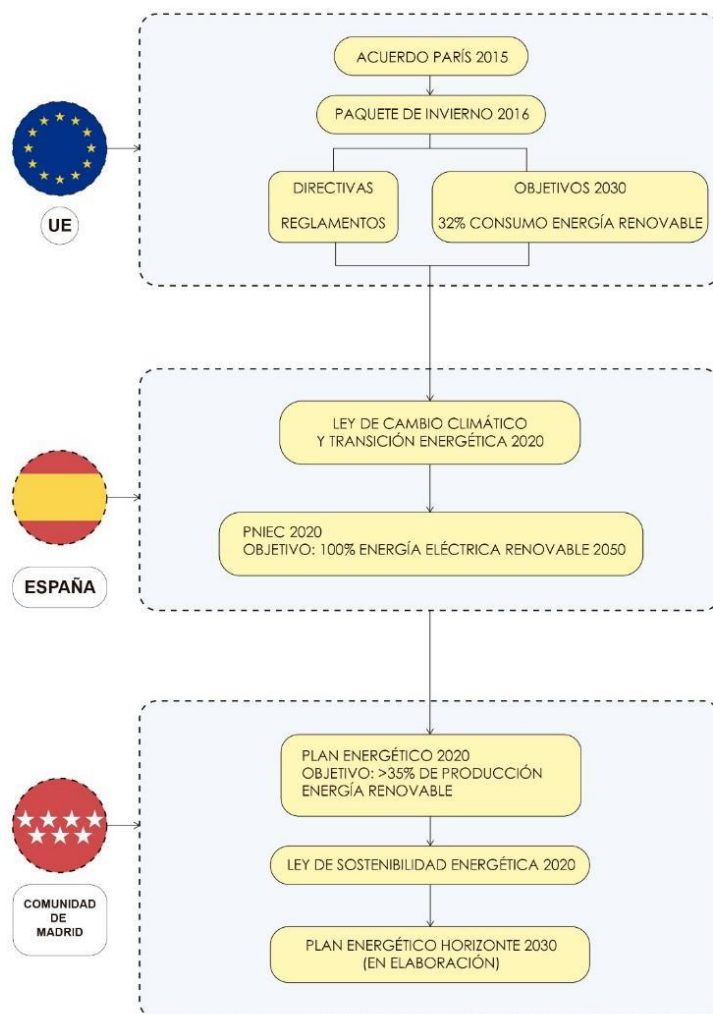 ACUERDO PARÍS 2015
PAQUETE DE INVIERNO 2016
DIRECTIVAS
REGLAMENTOS
OBJETIVOS 2030
32% CONSUMO ENERGÍA RENOVABLE
UE
LEY DE CAMBIO CLIMÁTICO
Y TRANSICIÓN ENERGÉTICA 2020
PNIEC 2020
OBJETIVO: 100% ENERGÍA ELÉCTRICA RENOVABLE 2050
ESPAÑA
PLAN ENERGÉTICO 2020
OBJETIVO: >35% DE PRODUCCIÓN
ENERGÍA RENOVABLE
LEY DE SOSTENIBILIDAD ENERGÉTICA 2020
PLAN ENERGÉTICO HORIZONTE 2030
(EN ELABORACIÓN)
COMUNIDAD
DE
MADRID